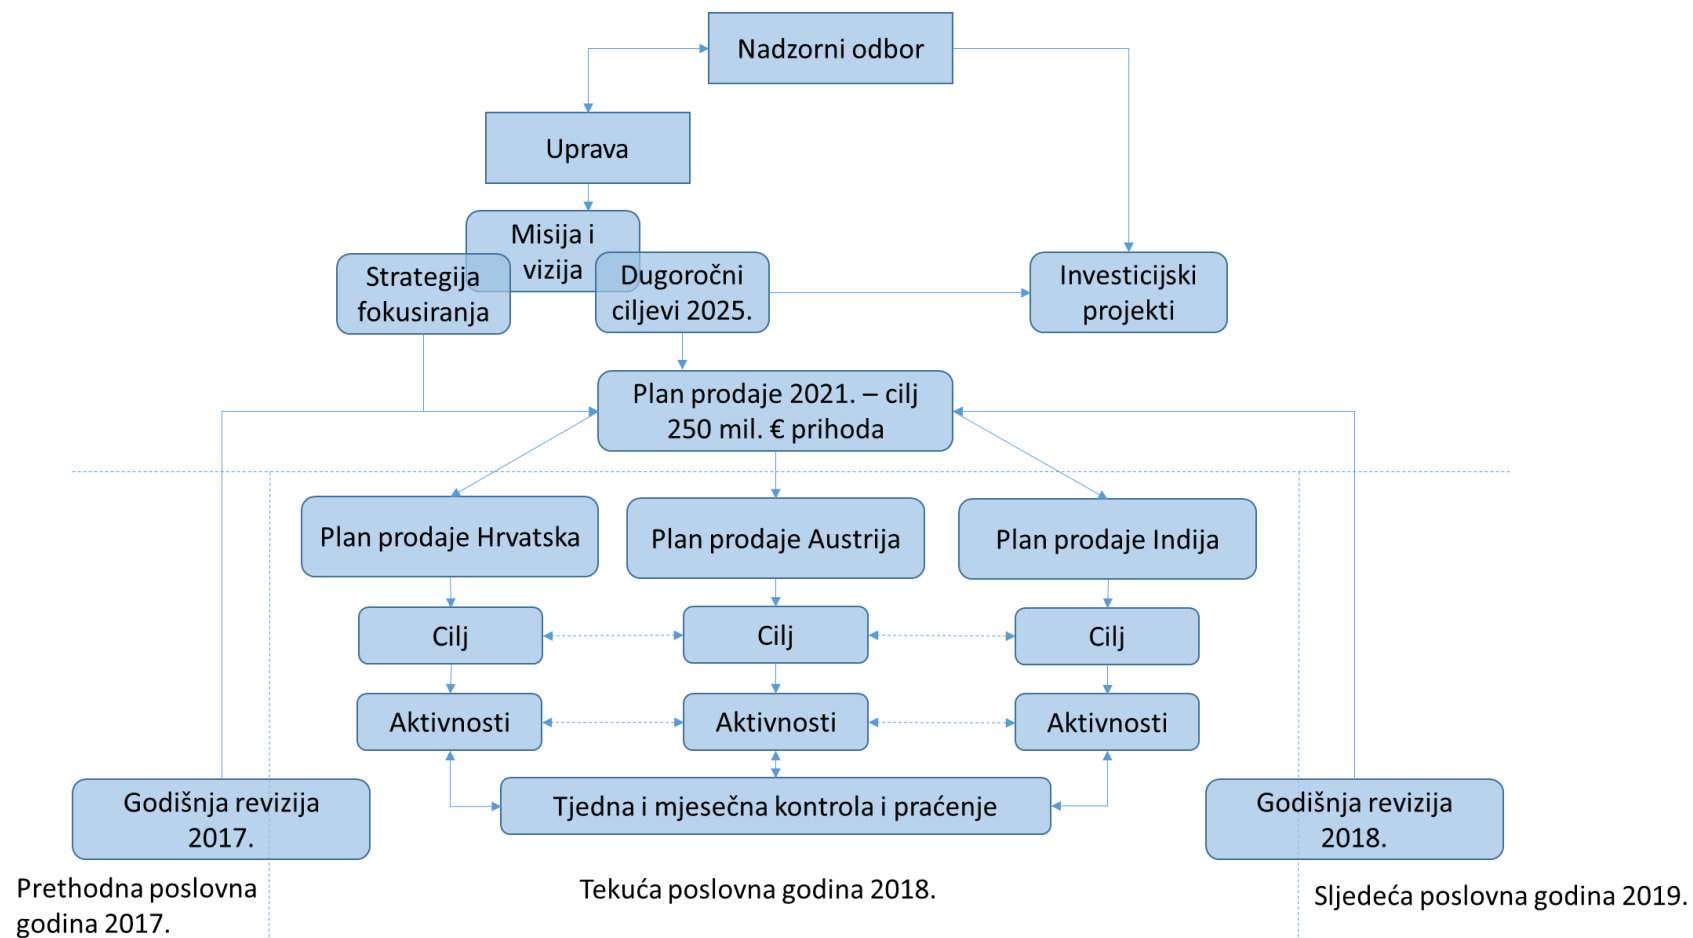 Nadzorni odbor
Uprava
Misija i
vizija
Strategija
fokusiranja
Dugoročni
ciljevi 2025.
Investicijski
projekti
Plan prodaje 2021. – cilj
250 mil. € prihoda
Plan prodaje Hrvatska
Plan prodaje Austrija
Plan prodaje Indija
Cilj
Cilj
Cilj
Aktivnosti
Aktivnosti
Aktivnosti
Godišnja revizija
2017.
Tjedna i mjesečna kontrola i praćenje
Godišnja revizija
2018.
Prethodna poslovna
godina 2017.
Tekuća poslovna godina 2018.
Sljedeća poslovna godina 2019.